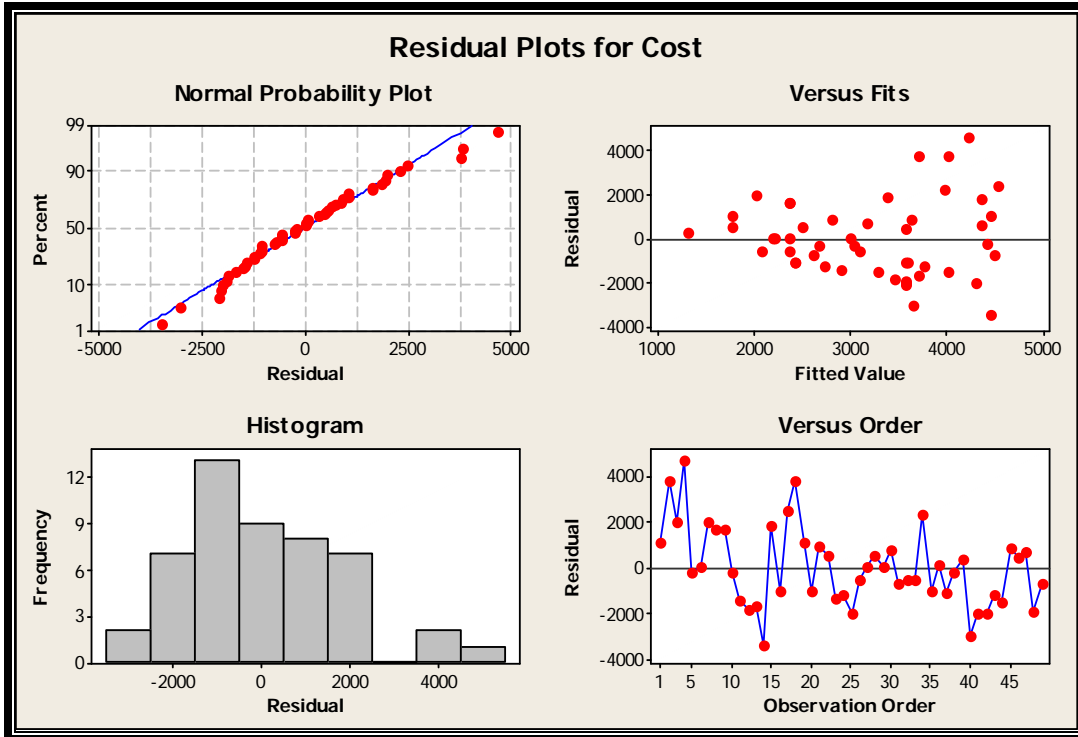 Residual Plots for Cost
Normal Probability Plot
99
90
50
10
1
Percent
-5000 -2500 0 2500 5000
Residual
Versus Fits
4000
2000
0
-2000
-4000
Residual
1000 2000 3000 4000 5000
Fitted Value
Histogram
12
9
6
3
0
Frequency
-2000 0 2000 4000
Residual
Versus Order
4000
2000
0
-2000
-4000
Residual
1 5 10 15 20 25 30 35 40 45
Observation Order